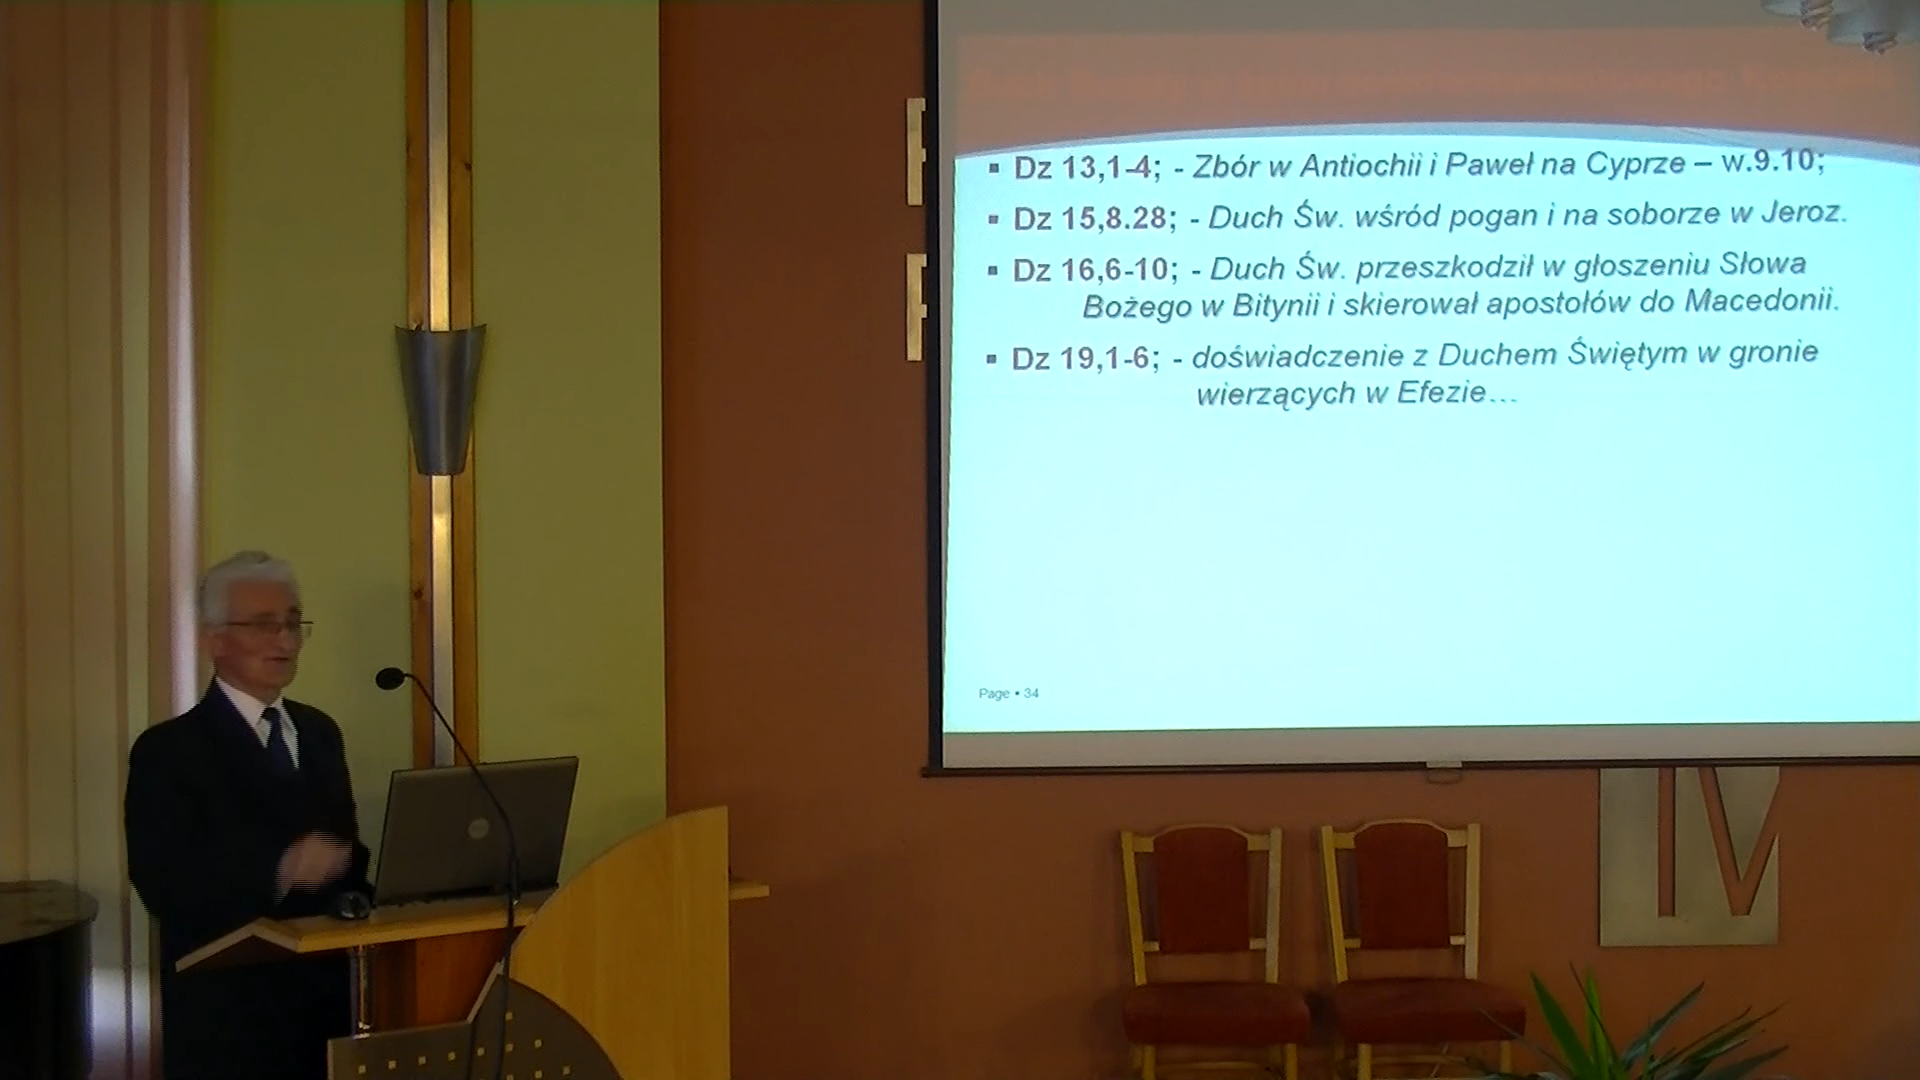 ▪ Dz 13,1-4; - Zbór w Antiochii i Paweł na Cyprze – w.9.10;
▪ Dz 15,8.28; - Duch Św. wśród pogan i na soborze w Jeroz.
▪ Dz 16,6-10; - Duch Św. przeszkodził w głoszeniu Słowa
Bożego w Bitynii i skierował apostołów do Macedonii.
▪ Dz 19,1-6; - doświadczenie z Duchem Świętym w gronie
wierzących w Efezie...
Page ▪ 34